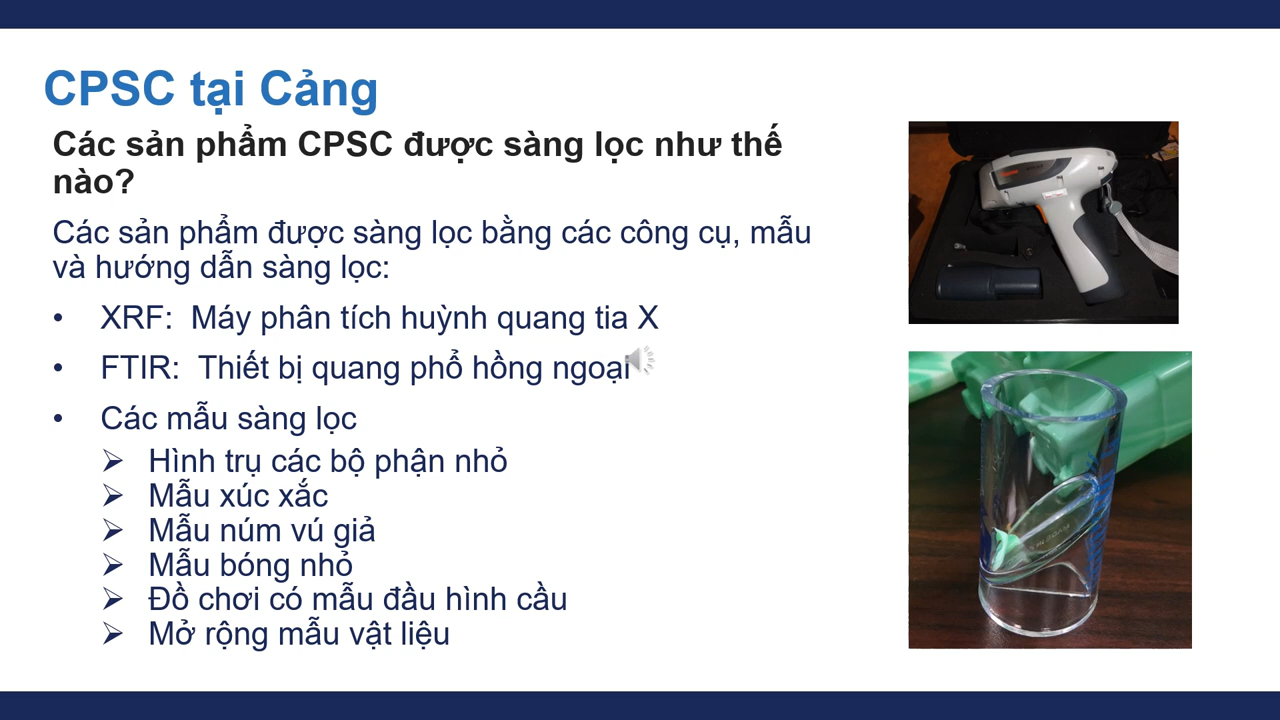 CPSC tại Cảng
Các sản phẩm CPSC được sàng lọc như thế
nào?
Các sản phẩm được sàng lọc bằng các công cụ, mẫu
và hướng dẫn sàng lọc:
• XRF: Máy phân tích huỳnh quang tia X
• FTIR: Thiết bị quang phổ hồng ngoại
• Các mẫu sàng lọc
➢ Hình trụ các bộ phận nhỏ
➢ Mẫu xúc xắc
➢ Mẫu núm vú giả
➢ Mẫu bóng nhỏ
➢ Đồ chơi có mẫu đầu hình cầu
➢ Mở rộng mẫu vật liệu